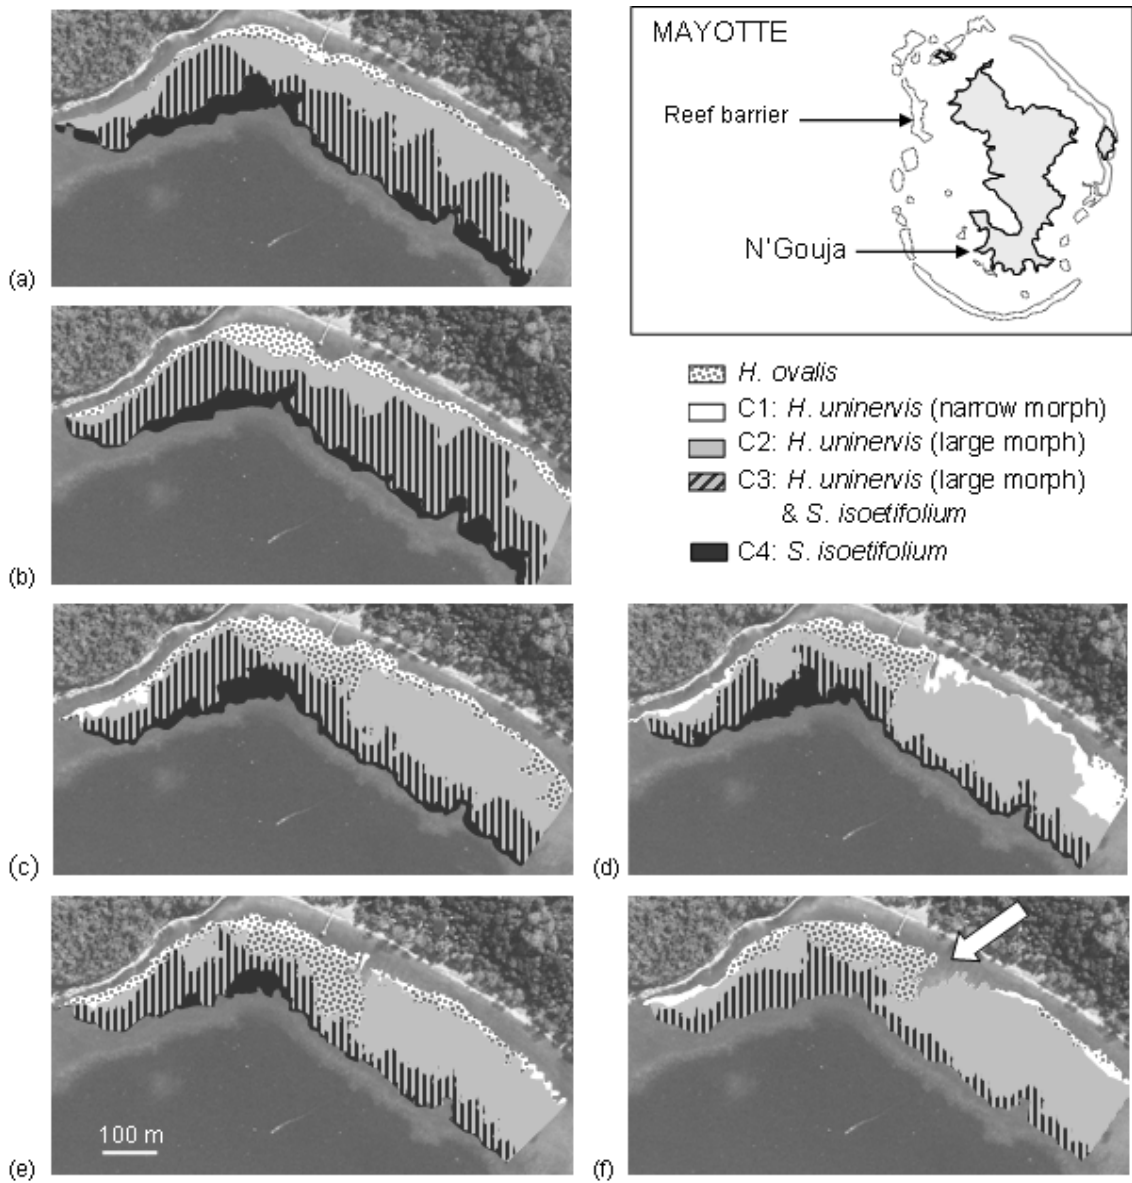 MAYOTTE
Reef barrier
N'Gouja
(a)
(b)
H. ovalis
C1: H. uninervis (narrow morph)
C2: H. uninervis (large morph)
C3: H. uninervis (large morph)
& S. isoetifolium
C4: S. isoetifolium
(c)
(d)
100 m
(e)
(f)